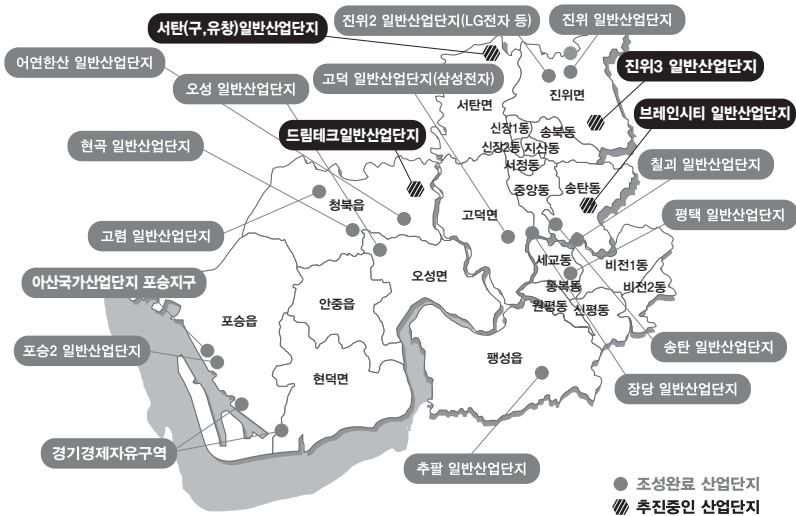 서탄(구,유창)일반산업단지
진위2 일반산업단지(LG전자 등)
진위 일반산업단지
어연한산 일반산업단지
오성 일반산업단지
고덕 일반산업단지(삼성전자)
진위3 일반산업단지
서탄면
진위면
브레인시티 일반산업단지
드림테크일반산업단지
신장1동
송북동
현곡 일반산업단지
신장2동
지산동
서정동
칠괴 일반산업단지
중앙동
송탄동
청북읍
고덕면
평택 일반산업단지
고렴 일반산업단지
세교동
비전1동
아산국가산업단지 포승지구
오성면
통복동
비전2동
안중읍
원평동
신평동
포승읍
포승2 일반산업단지
송탄 일반산업단지
팽성읍
현덕면
장당 일반산업단지
경기경제자유구역
추팔 일반산업단지
조성완료 산업단지
추진중인 산업단지